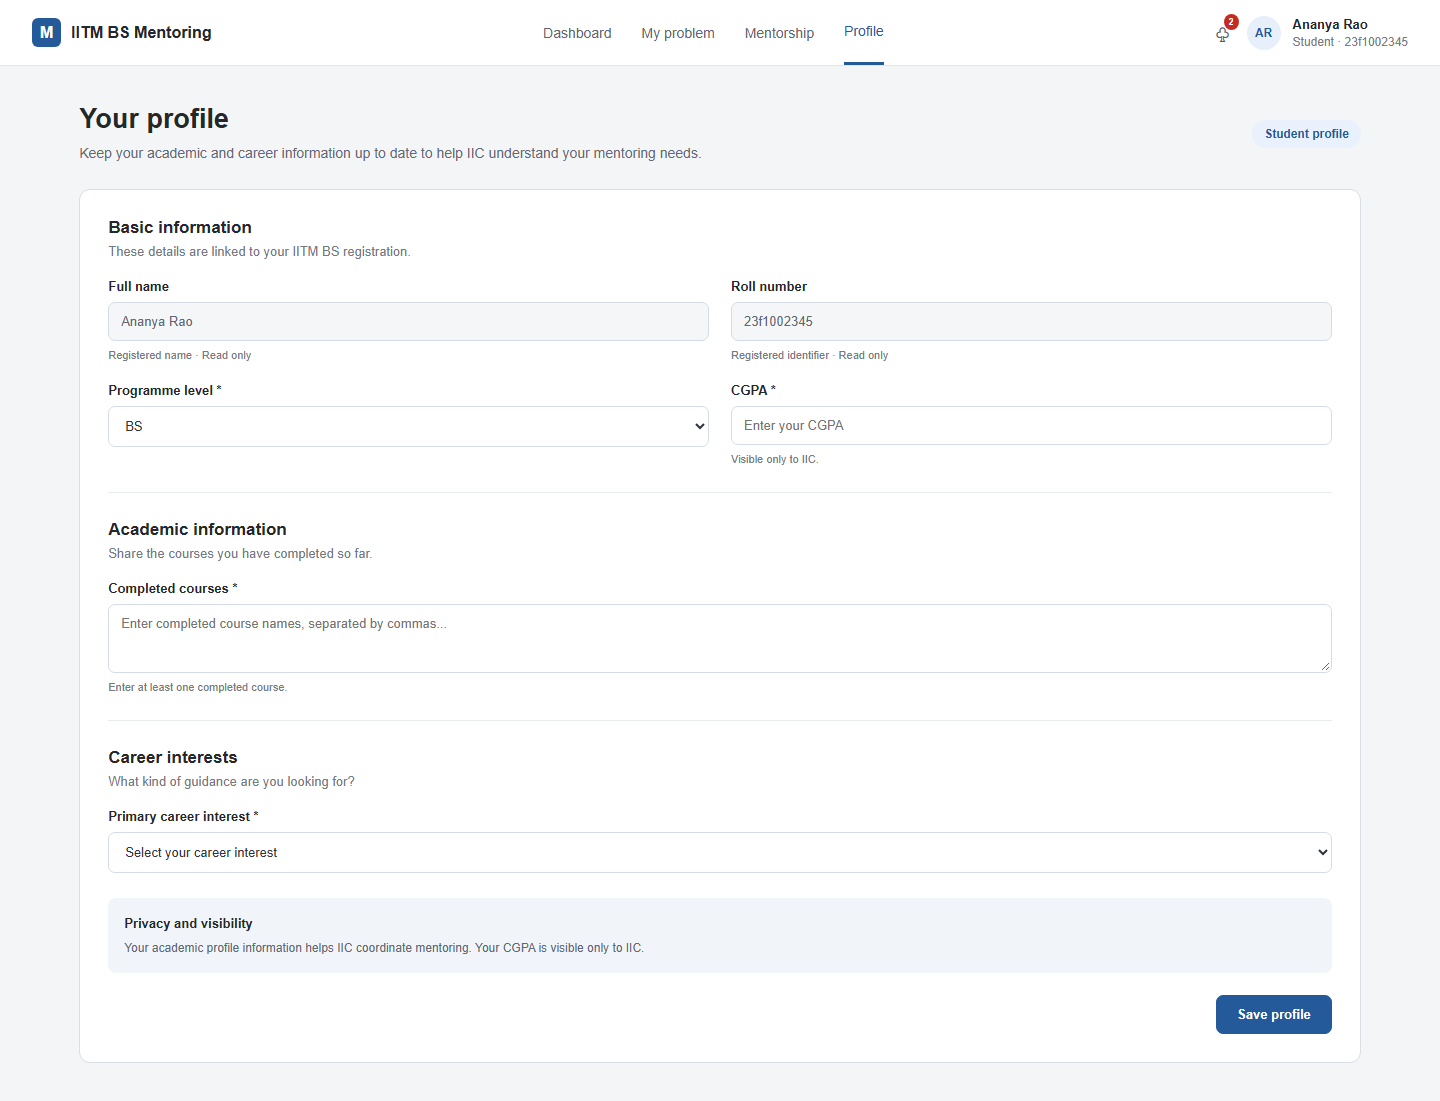 M IITM BS Mentoring
Dashboard My problem Mentorship Profile
2
AR
Ananya Rao
Student · 23f1002345
Your profile
Keep your academic and career information up to date to help IIC understand your mentoring needs.
Student profile
Basic information
These details are linked to your IITM BS registration.
Full name
Ananya Rao
Registered name · Read only
Roll number
23f1002345
Registered identifier · Read only
Programme level *
BS
CGPA *
Enter your CGPA
Visible only to IIC.
Academic information
Share the courses you have completed so far.
Completed courses *
Enter completed course names, separated by commas...
Enter at least one completed course.
Career interests
What kind of guidance are you looking for?
Primary career interest *
Select your career interest
Privacy and visibility
Your academic profile information helps IIC coordinate mentoring. Your CGPA is visible only to IIC.
Save profile